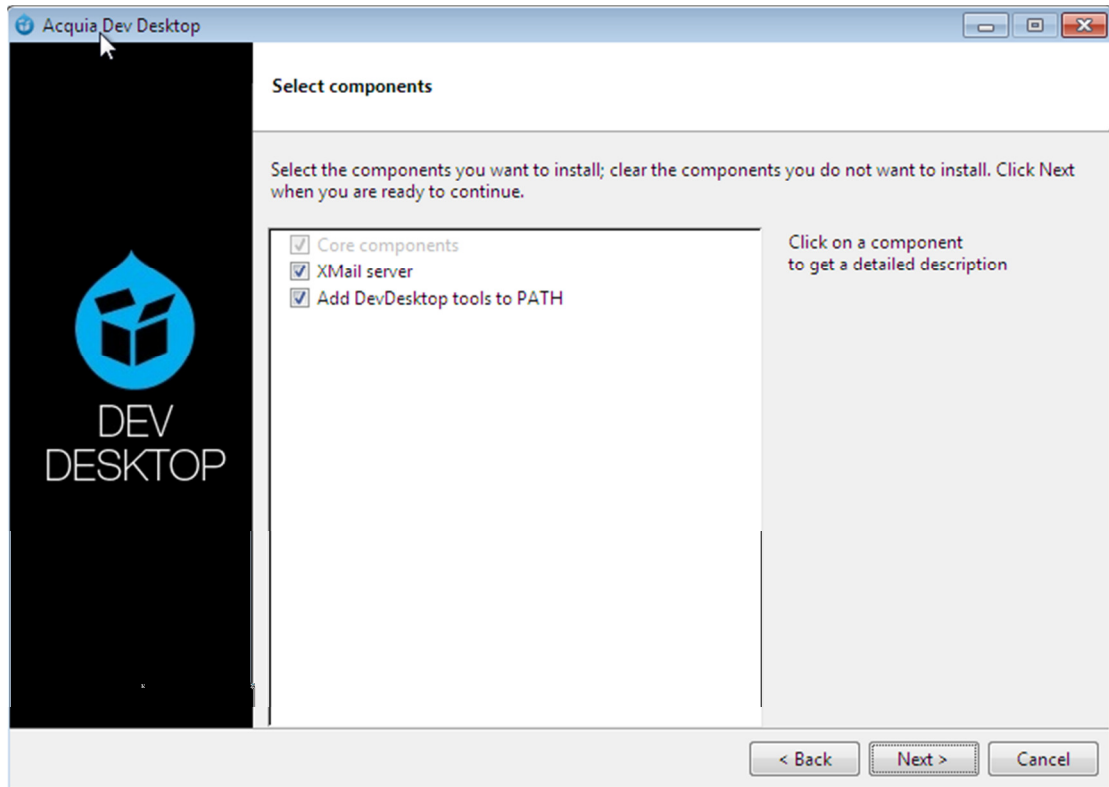 Acquia Dev Desktop
Select components
Select the components you want to install; clear the components you do not want to install. Click Next
when you are ready to continue.
Core components
XMail server
Add DevDesktop tools to PATH
Click on a component
to get a detailed description
DEV
DESKTOP
< Back
Next >
Cancel